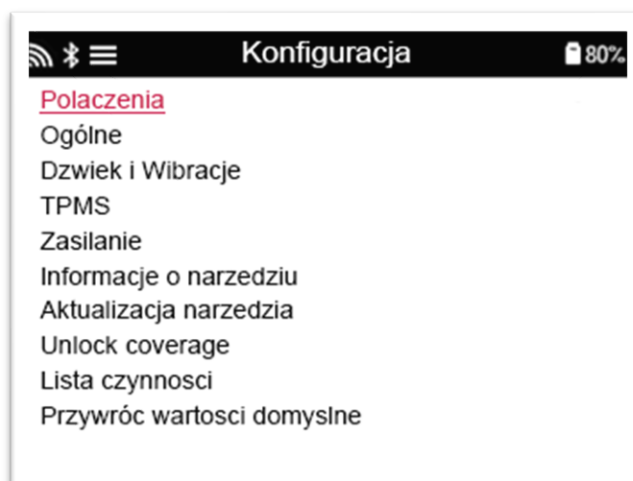 Konfiguracja 80%
Polaczenia
Ogólne
Dzwiek i Wibracje
TPMS
Zasilanie
Informacje o narzedziu
Aktualizacja narzedzia
Unlock coverage
Lista czynnosci
Przywróc wartosci domyslne